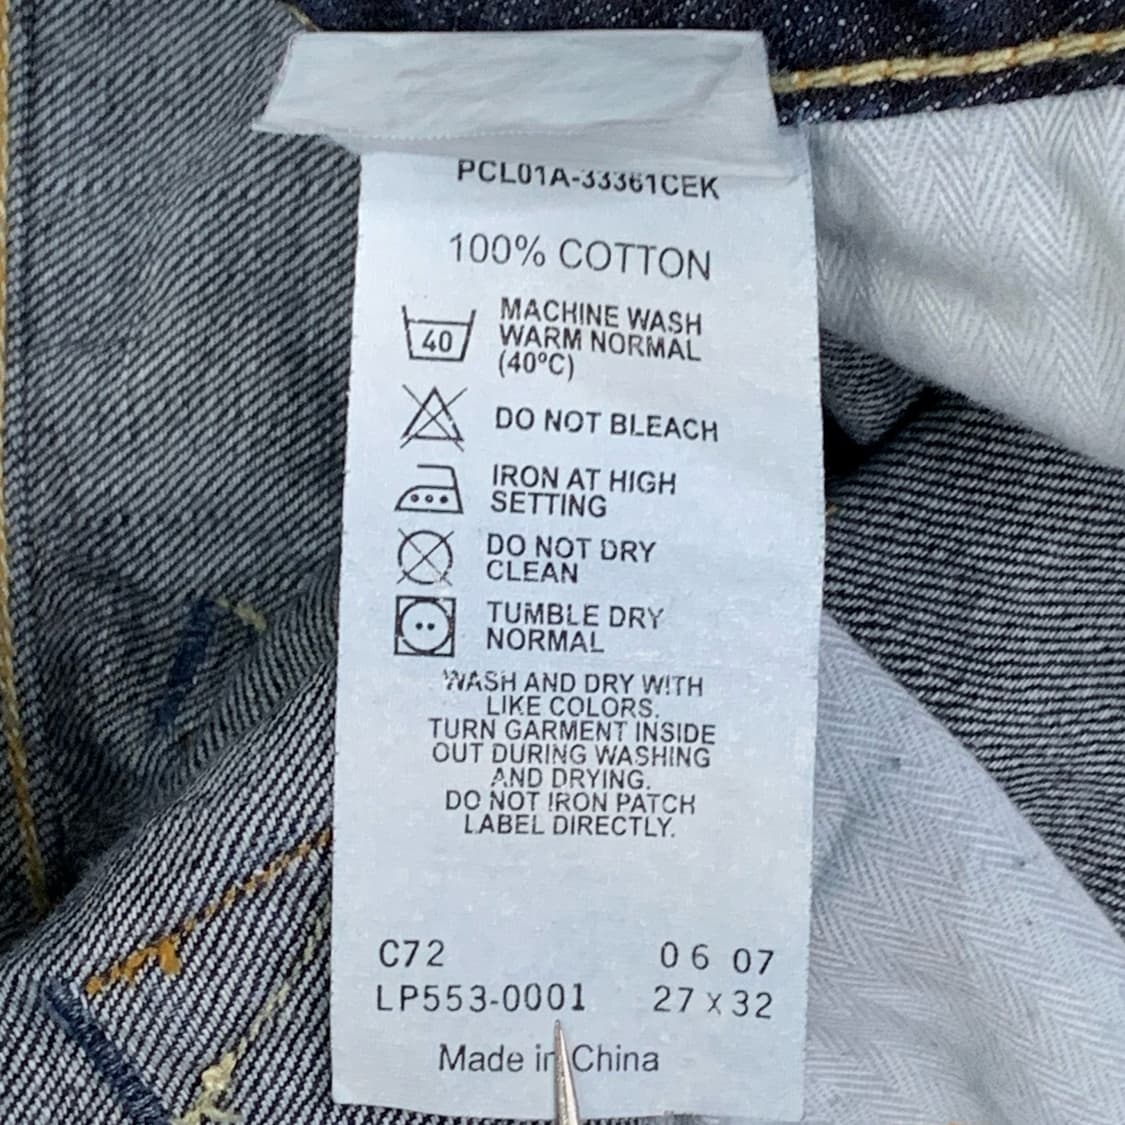 PCL01A-33361CEK
100% COTTON
40
MACHINE WASH
WARM NORMAL
(40ºC)
DO NOT BLEACH
IRON AT HIGH
SETTING
DO NOT DRY
CLEAN
TUMBLE DRY
NORMAL
WASH AND DRY WITH
LIKE COLORS.
TURN GARMENT INSIDE
OUT DURING WASHING
AND DRYING.
DO NOT IRON PATCH
LABEL DIRECTLY.
C72 06 07
LP553-0001 27 x 32
Made in China